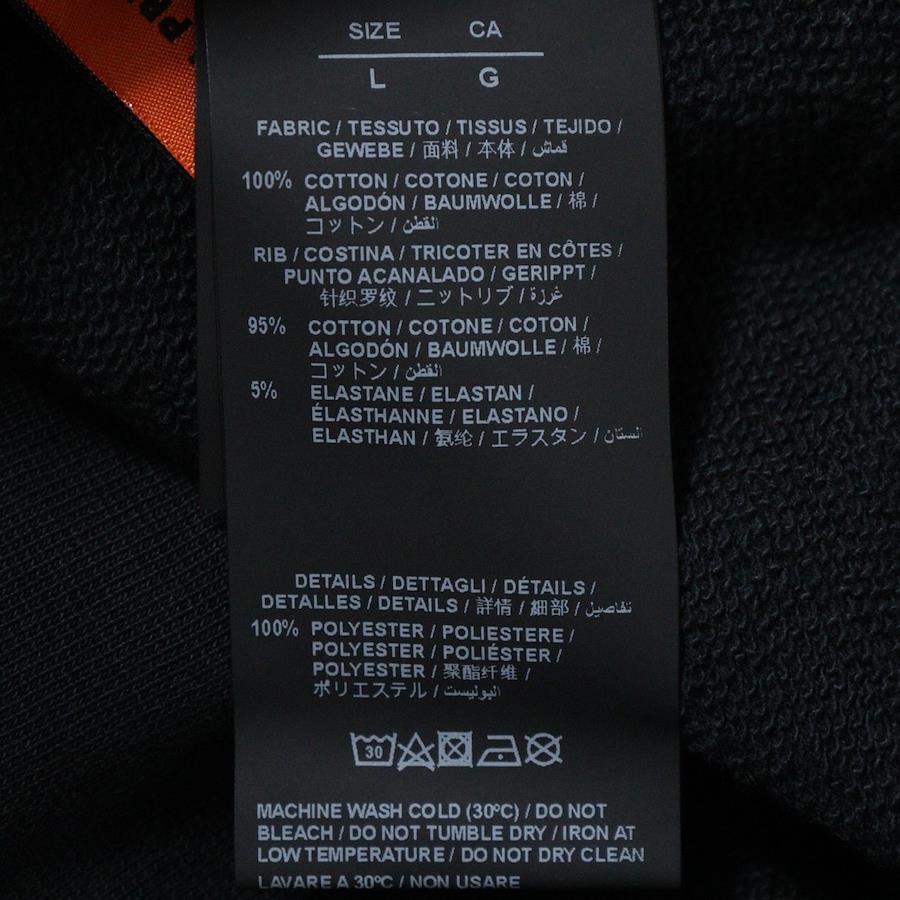 SIZE CA
L G
FABRIC / TESSUTO / TISSUS / TEJIDO /
GEWEBE / 面料 / 本体 / قماش
100% COTTON / COTONE / COTON /
ALGODÓN / BAUMWOLLE / 棉 /
コットン / القطن
RIB / COSTINA / TRICOTER EN CÔTES /
PUNTO ACANALADO / GERIPPT /
针织罗纹 / ニットリブ / غرزة
95% COTTON / COTONE / COTON /
ALGODÓN / BAUMWOLLE / 棉 /
コットン / القطن
5% ELASTANE / ELASTAN /
ÉLASTHANNE / ELASTANO /
ELASTHAN / 氨纶 / エラスタン / الستان
DETAILS / DETTAGLI / DÉTAILS /
DETALLES / DETAILS / 詳情 / 細部 / تفاصيل
100% POLYESTER / POLIESTERE /
POLYESTER / POLIÉSTER /
POLYESTER / 聚酯纤维 /
ポリエステル / البوليست
30
MACHINE WASH COLD (30ºC) / DO NOT
BLEACH / DO NOT TUMBLE DRY / IRON AT
LOW TEMPERATURE / DO NOT DRY CLEAN
LAVARE A 30ºC / NON USARE